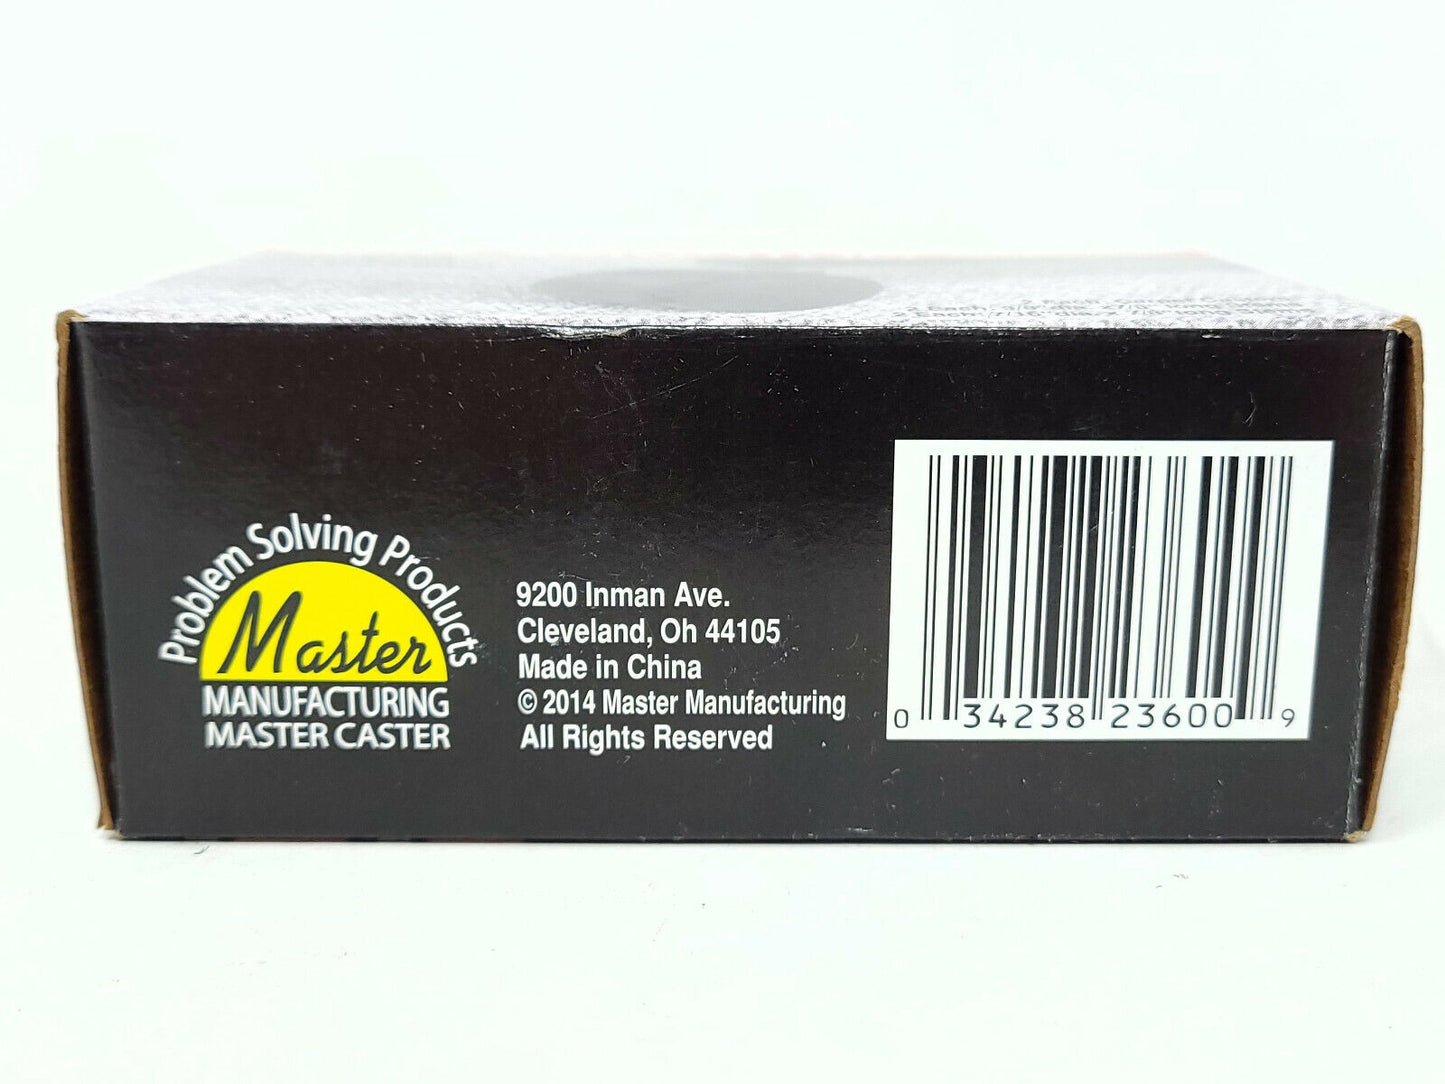 Problem Solving Products
Master
MANUFACTURING
MASTER CASTER
9200 Inman Ave.
Cleveland, Oh 44105
Made in China
© 2014 Master Manufacturing
All Rights Reserved
0 34238 23600 9